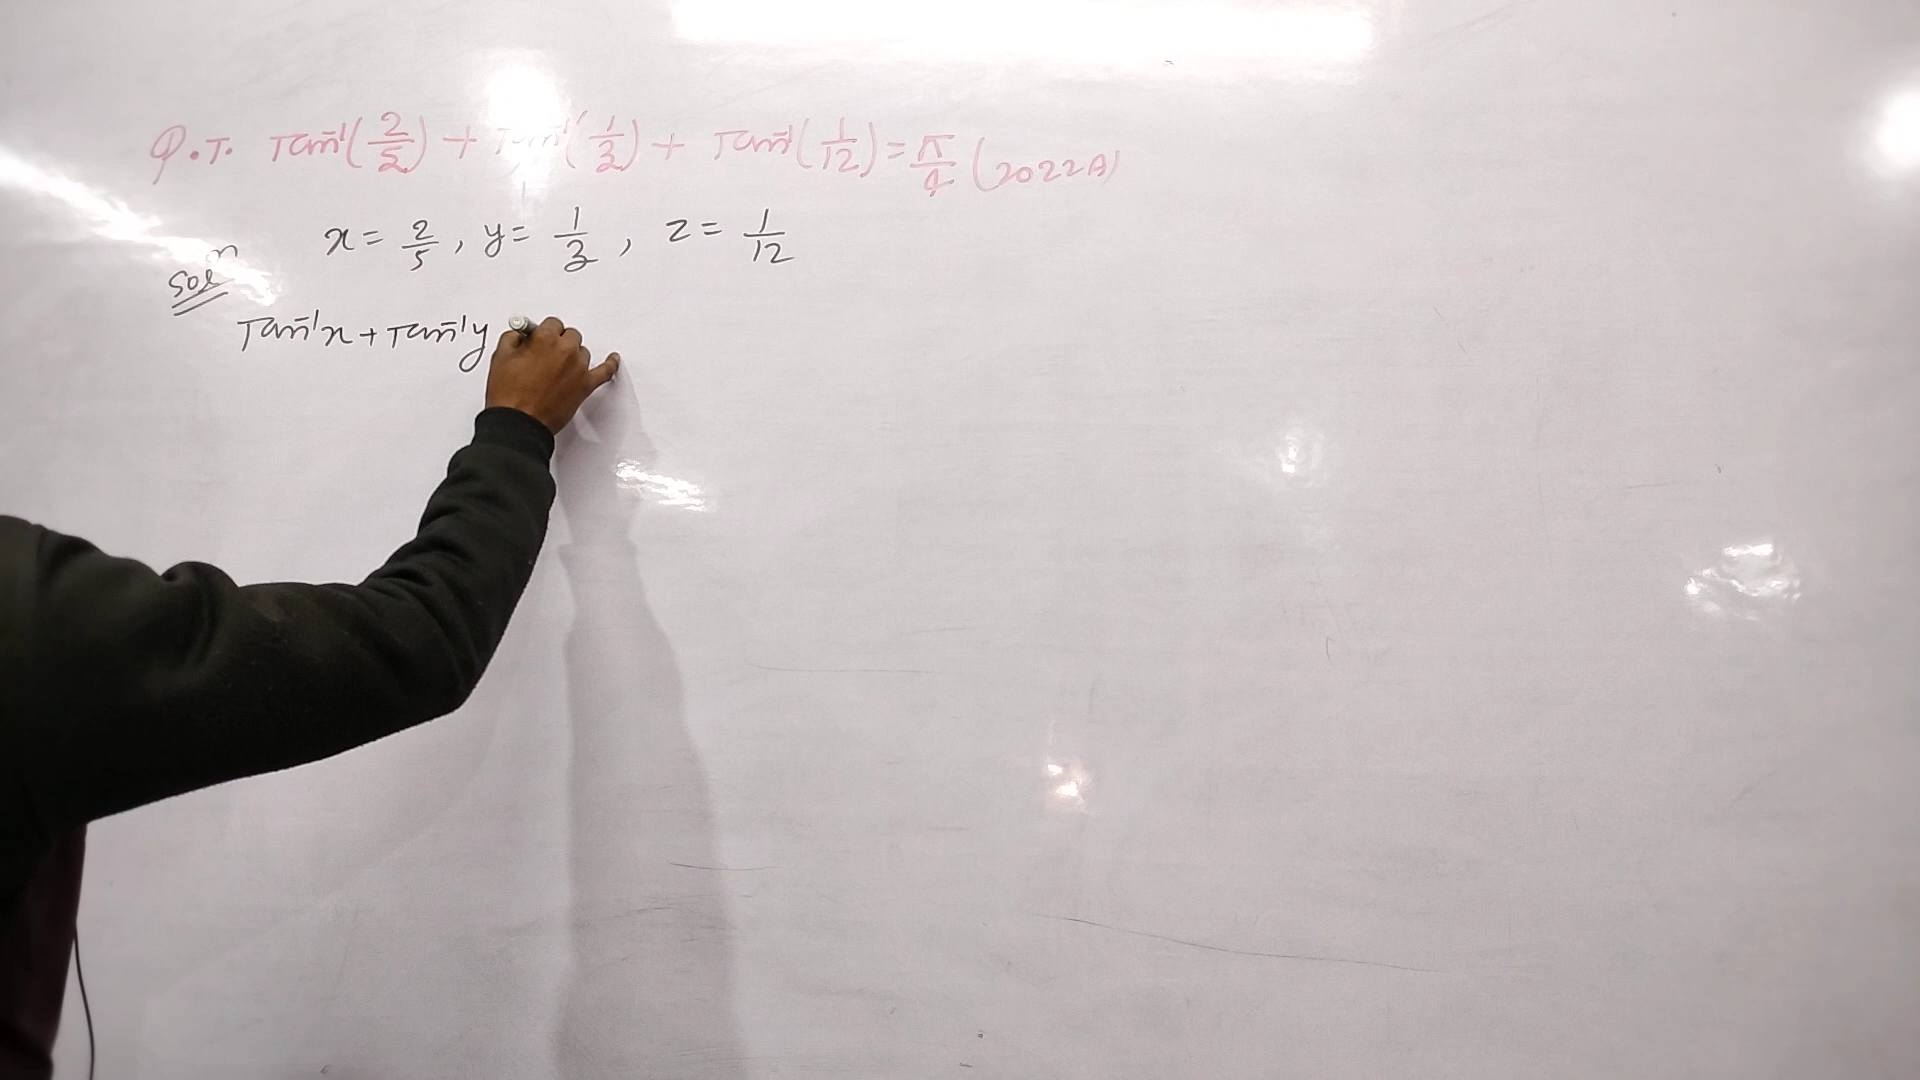 P.T. Tan⁻¹(2/5) + Tan⁻¹(1/3) + Tan⁻¹(1/12) = π/4 (2022A)
x = 2/5, y = 1/3, z = 1/12
Solⁿ
Tan⁻¹x + Tan⁻¹y